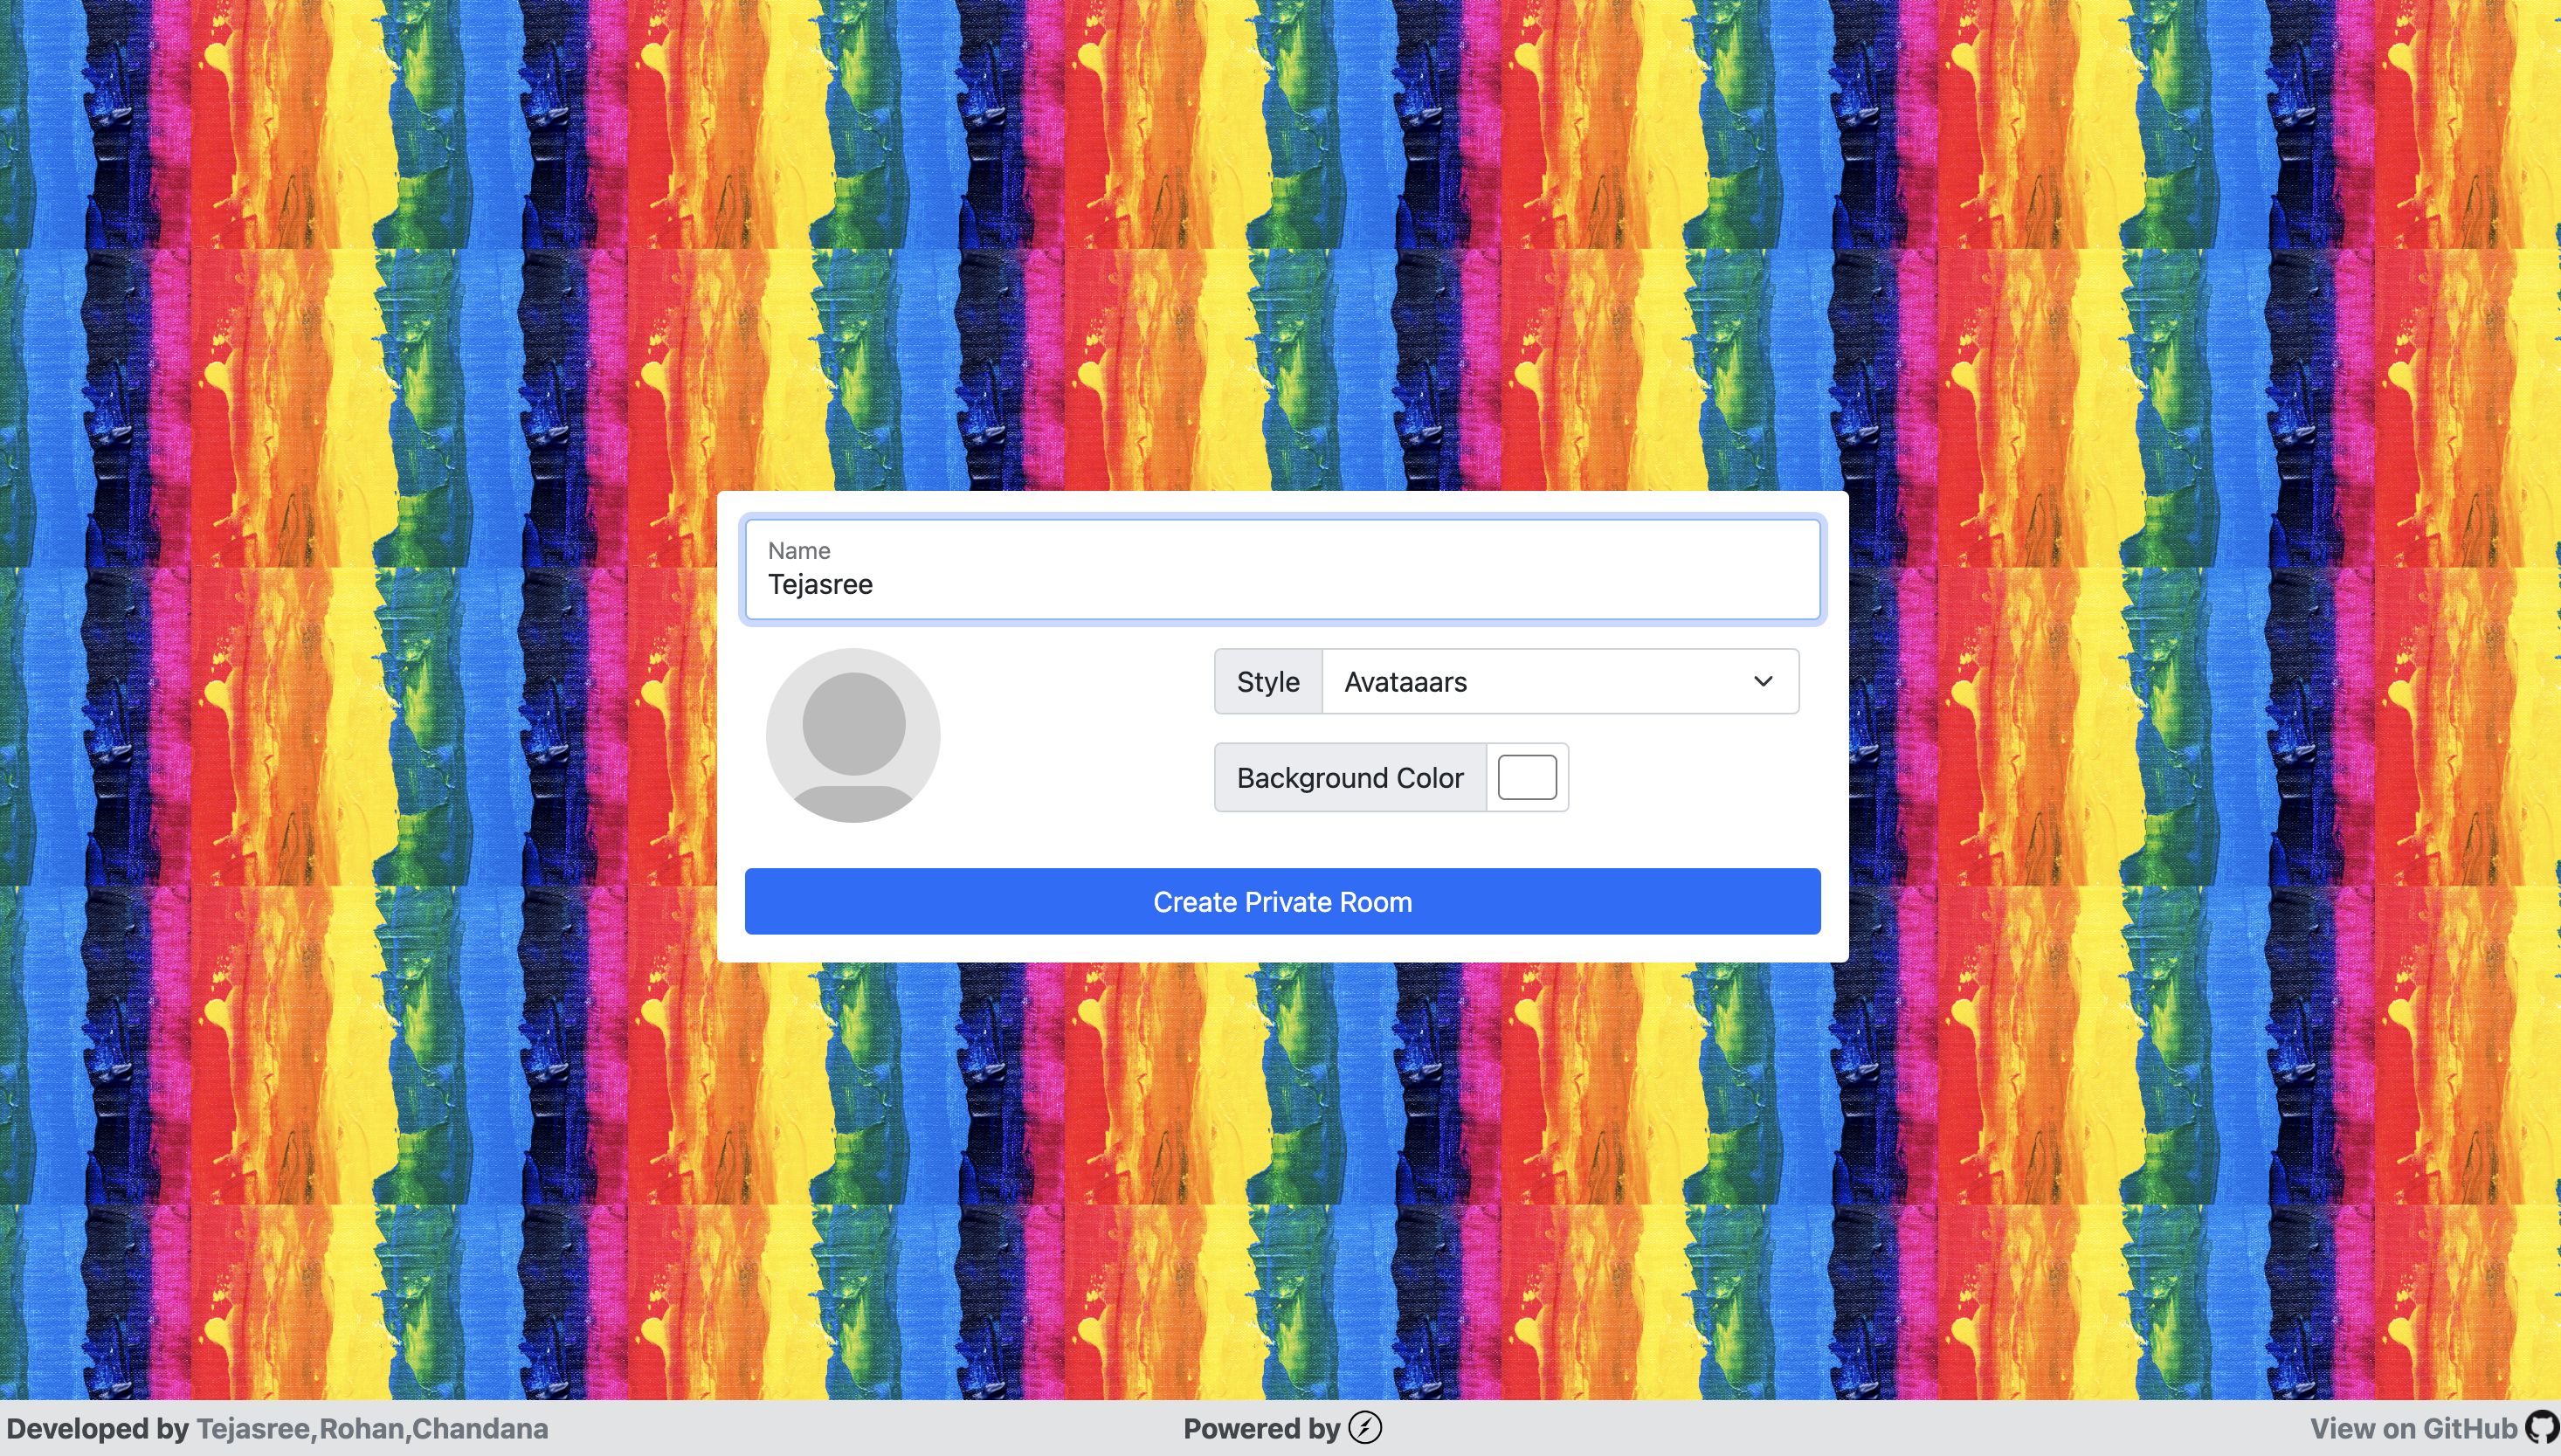 Name
Tejasree
Style Avataaars
Background Color
Create Private Room
Developed by Tejasree,Rohan,Chandana
Powered by
View on GitHub